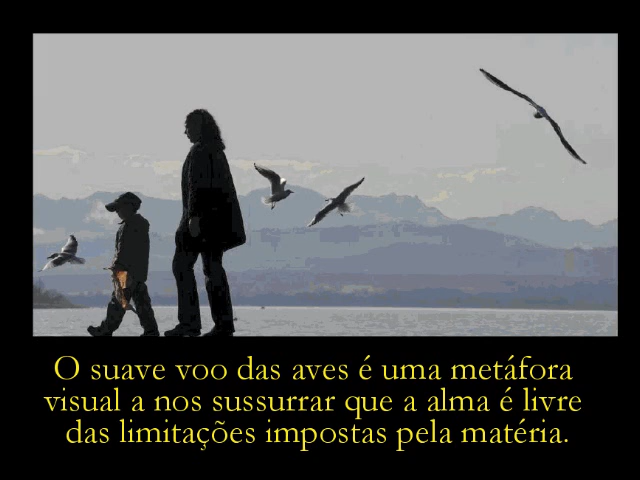 O suave voo das aves é uma metáfora
visual a nos sussurrar que a alma é livre
das limitações impostas pela matéria.